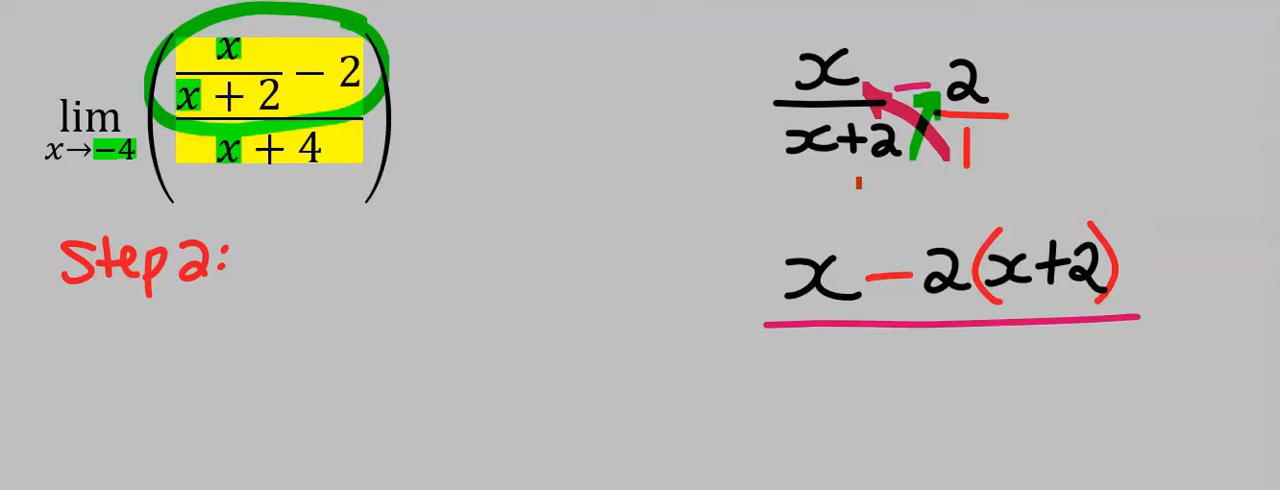 lim x→−4 ( (x/(x + 2) − 2)/(x + 4) )
x/(x+2) − 2/1
Step 2:
x − 2(x+2)